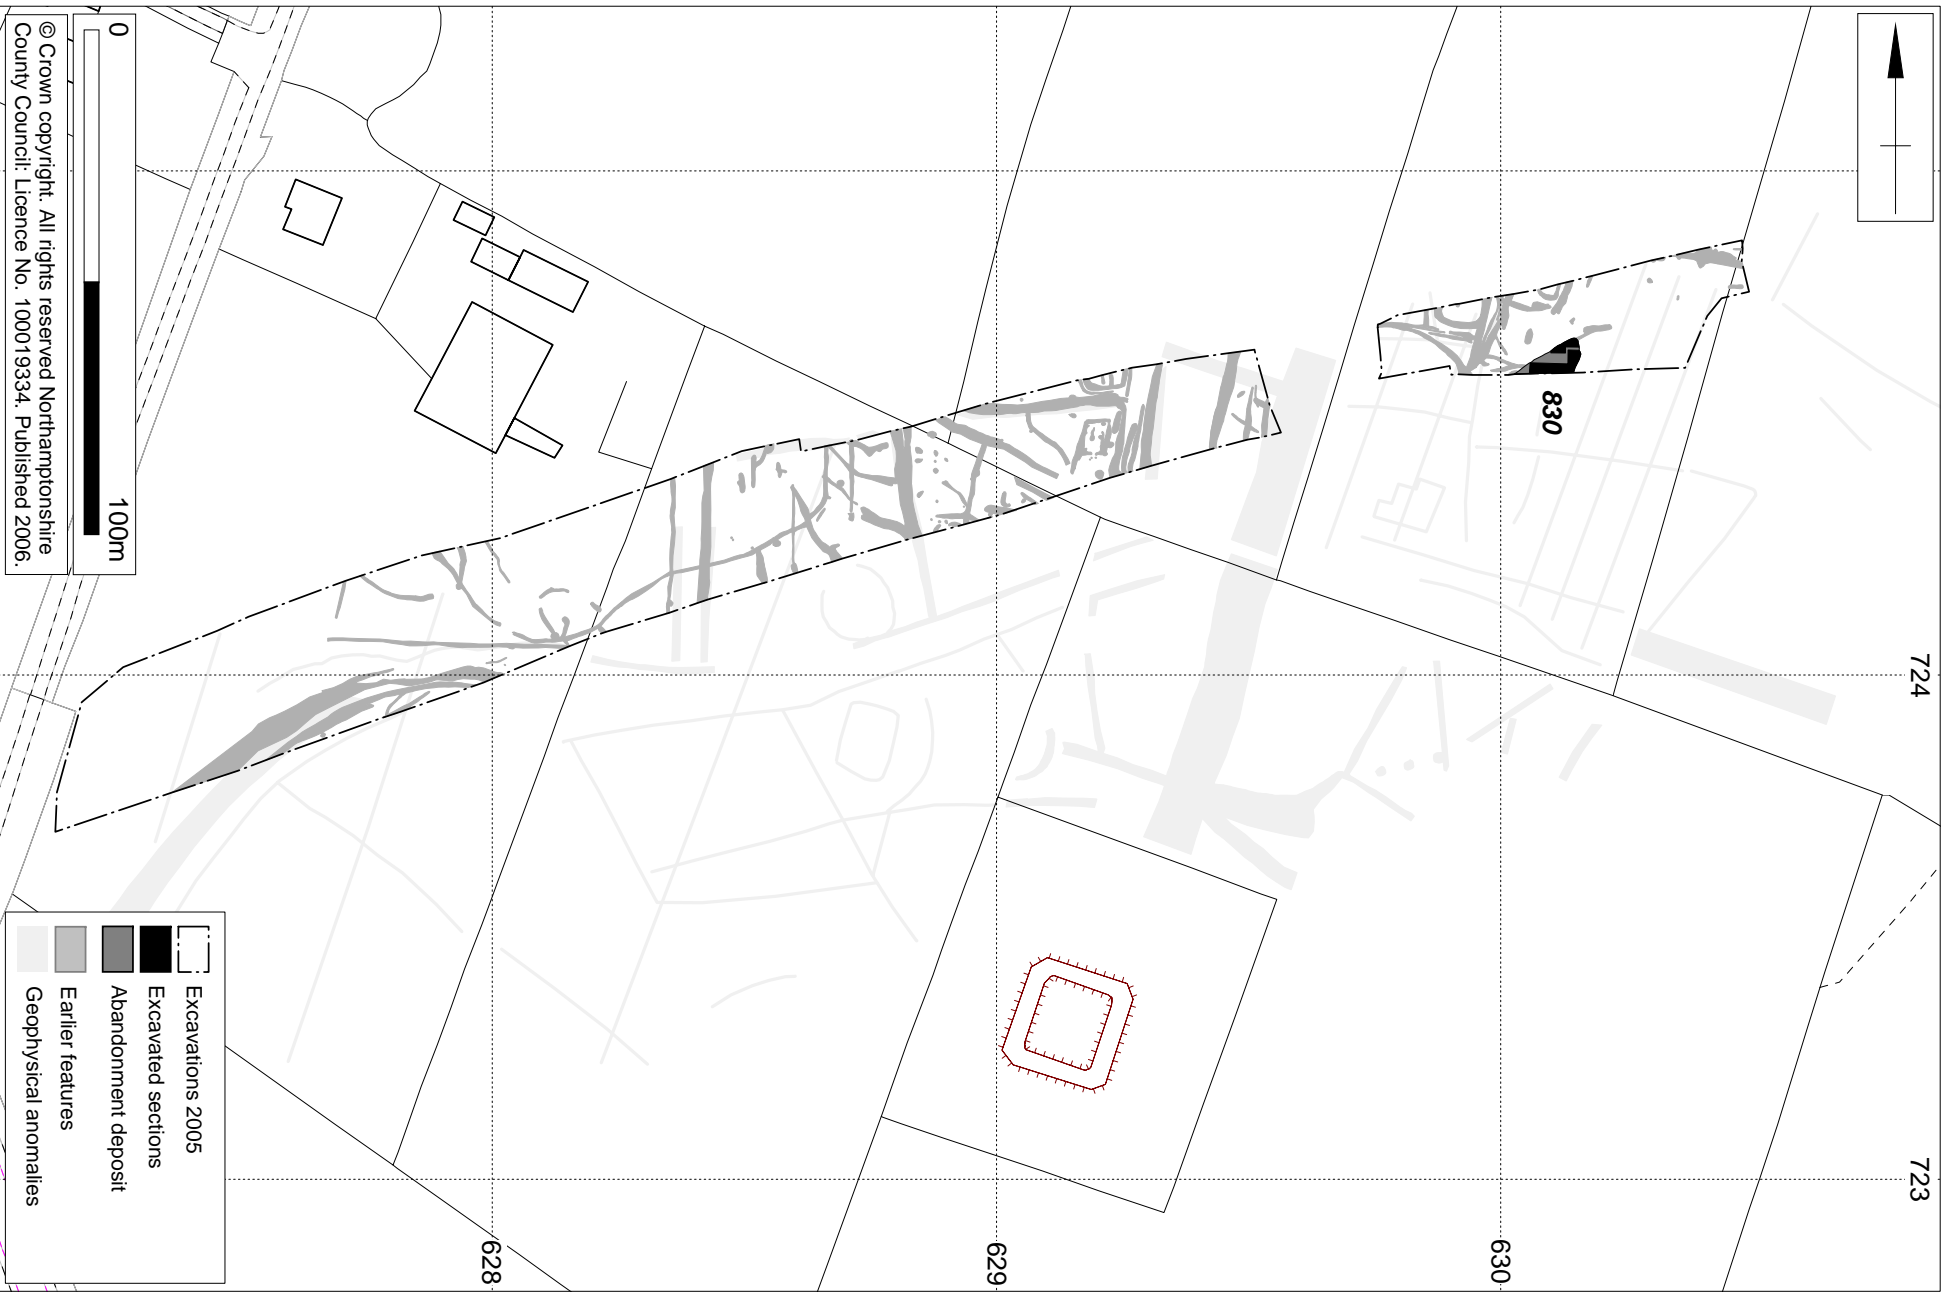 724
723
630
629
628
830
0
100m
© Crown copyright. All rights reserved Northamptonshire
County Council: Licence No. 100019334. Published 2006.
Excavations 2005
Excavated sections
Abandonment deposit
Earlier features
Geophysical anomalies